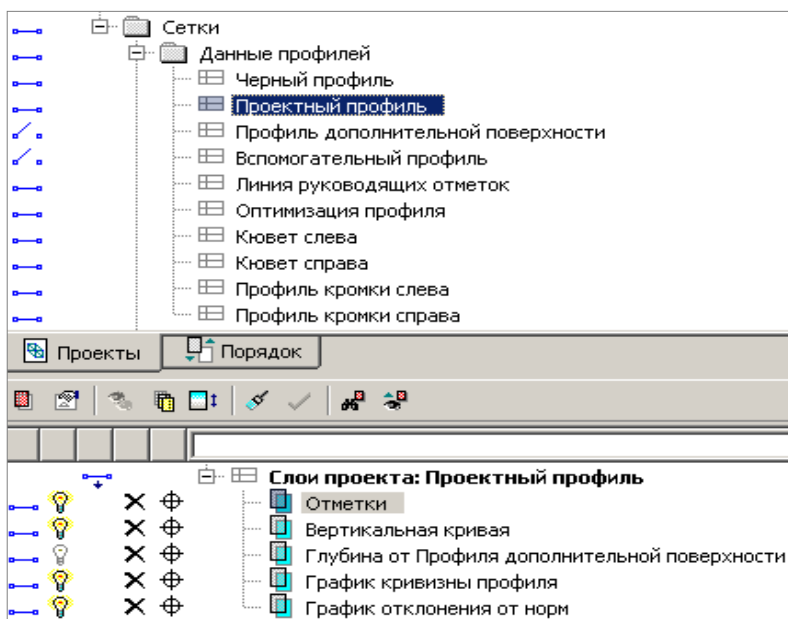 Сетки
Данные профилей
Черный профиль
Проектный профиль
Профиль дополнительной поверхности
Вспомогательный профиль
Линия руководящих отметок
Оптимизация профиля
Кювет слева
Кювет справа
Профиль кромки слева
Профиль кромки справа
Проекты Порядок
Слои проекта: Проектный профиль
Отметки
Вертикальная кривая
Глубина от Профиля дополнительной поверхности
График кривизны профиля
График отклонения от норм